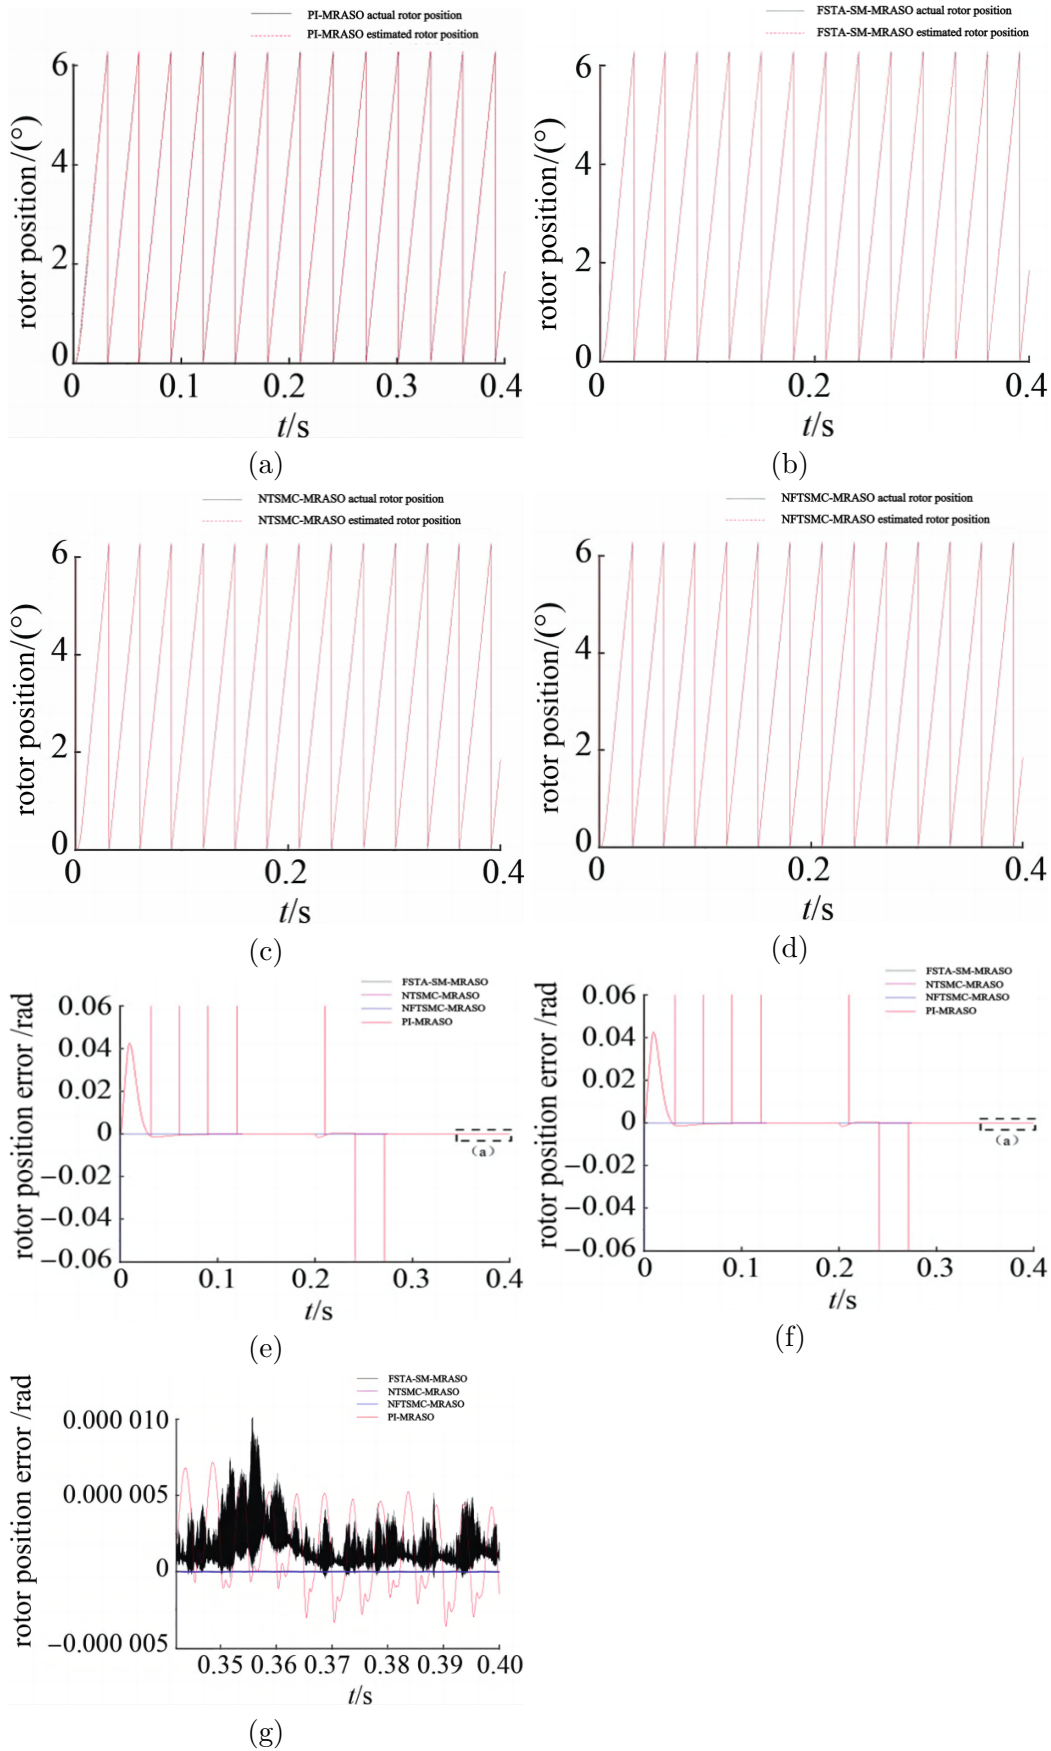 PI-MRASO actual rotor position
PI-MRASO estimated rotor position
rotor position/(°)
6
4
2
0
0 0.1 0.2 0.3 0.4
t/s
(a)
FSTA-SM-MRASO actual rotor position
FSTA-SM-MRASO estimated rotor position
rotor position/(°)
6
4
2
0
0 0.2 0.4
t/s
(b)
NTSMC-MRASO actual rotor position
NTSMC-MRASO estimated rotor position
rotor position/(°)
6
4
2
0
0 0.2 0.4
t/s
(c)
NFTSMC-MRASO actual rotor position
NFTSMC-MRASO estimated rotor position
rotor position/(°)
6
4
2
0
0 0.2 0.4
t/s
(d)
FSTA-SM-MRASO
NTSMC-MRASO
NFTSMC-MRASO
PI-MRASO
rotor position error /rad
0.06
0.04
0.02
0
−0.02
−0.04
−0.06
(a)
0 0.1 0.2 0.3 0.4
t/s
(e)
FSTA-SM-MRASO
NTSMC-MRASO
NFTSMC-MRASO
PI-MRASO
rotor position error /rad
0.06
0.04
0.02
0
−0.02
−0.04
−0.06
(a)
0 0.1 0.2 0.3 0.4
t/s
(f)
FSTA-SM-MRASO
NTSMC-MRASO
NFTSMC-MRASO
PI-MRASO
rotor position error /rad
0.000 010
0.000 005
0
−0.000 005
0.35 0.36 0.37 0.38 0.39 0.40
t/s
(g)